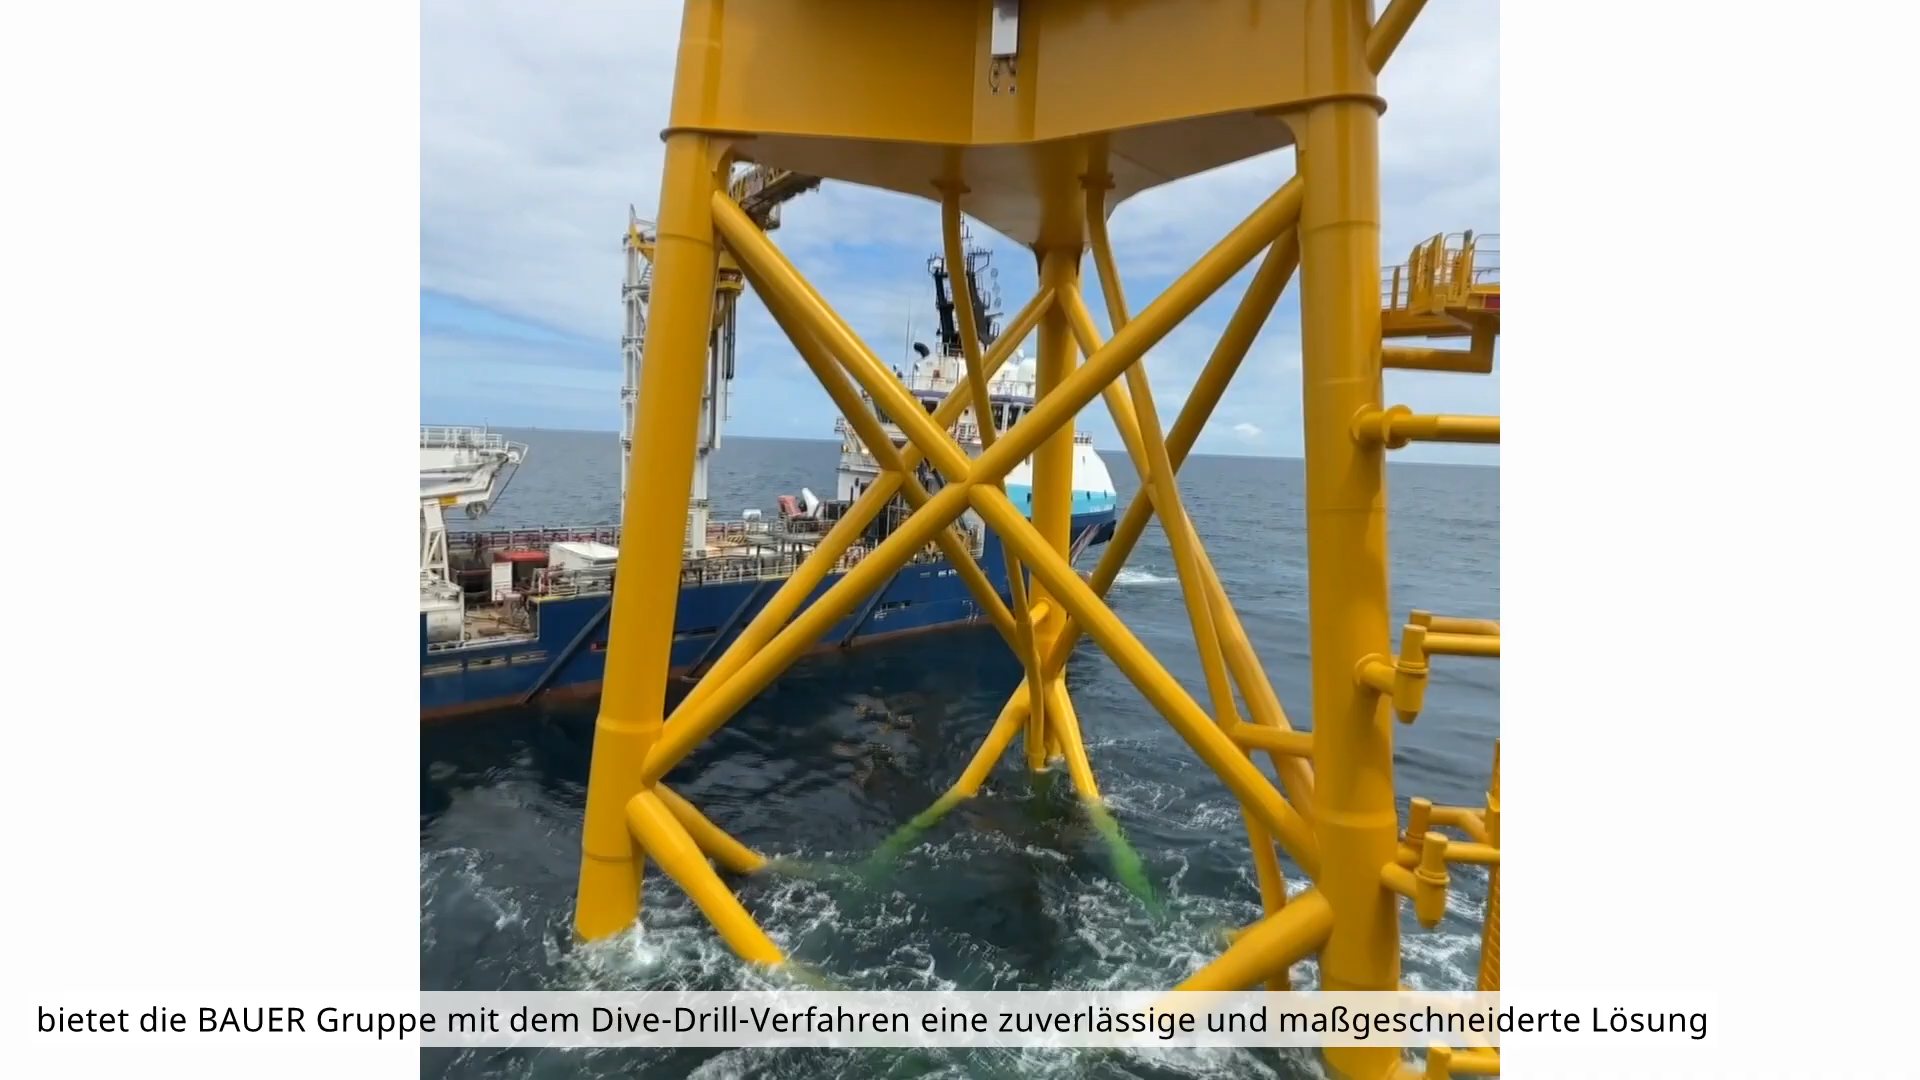 bietet die BAUER Gruppe mit dem Dive-Drill-Verfahren eine zuverlässige und maßgeschneiderte Lösung